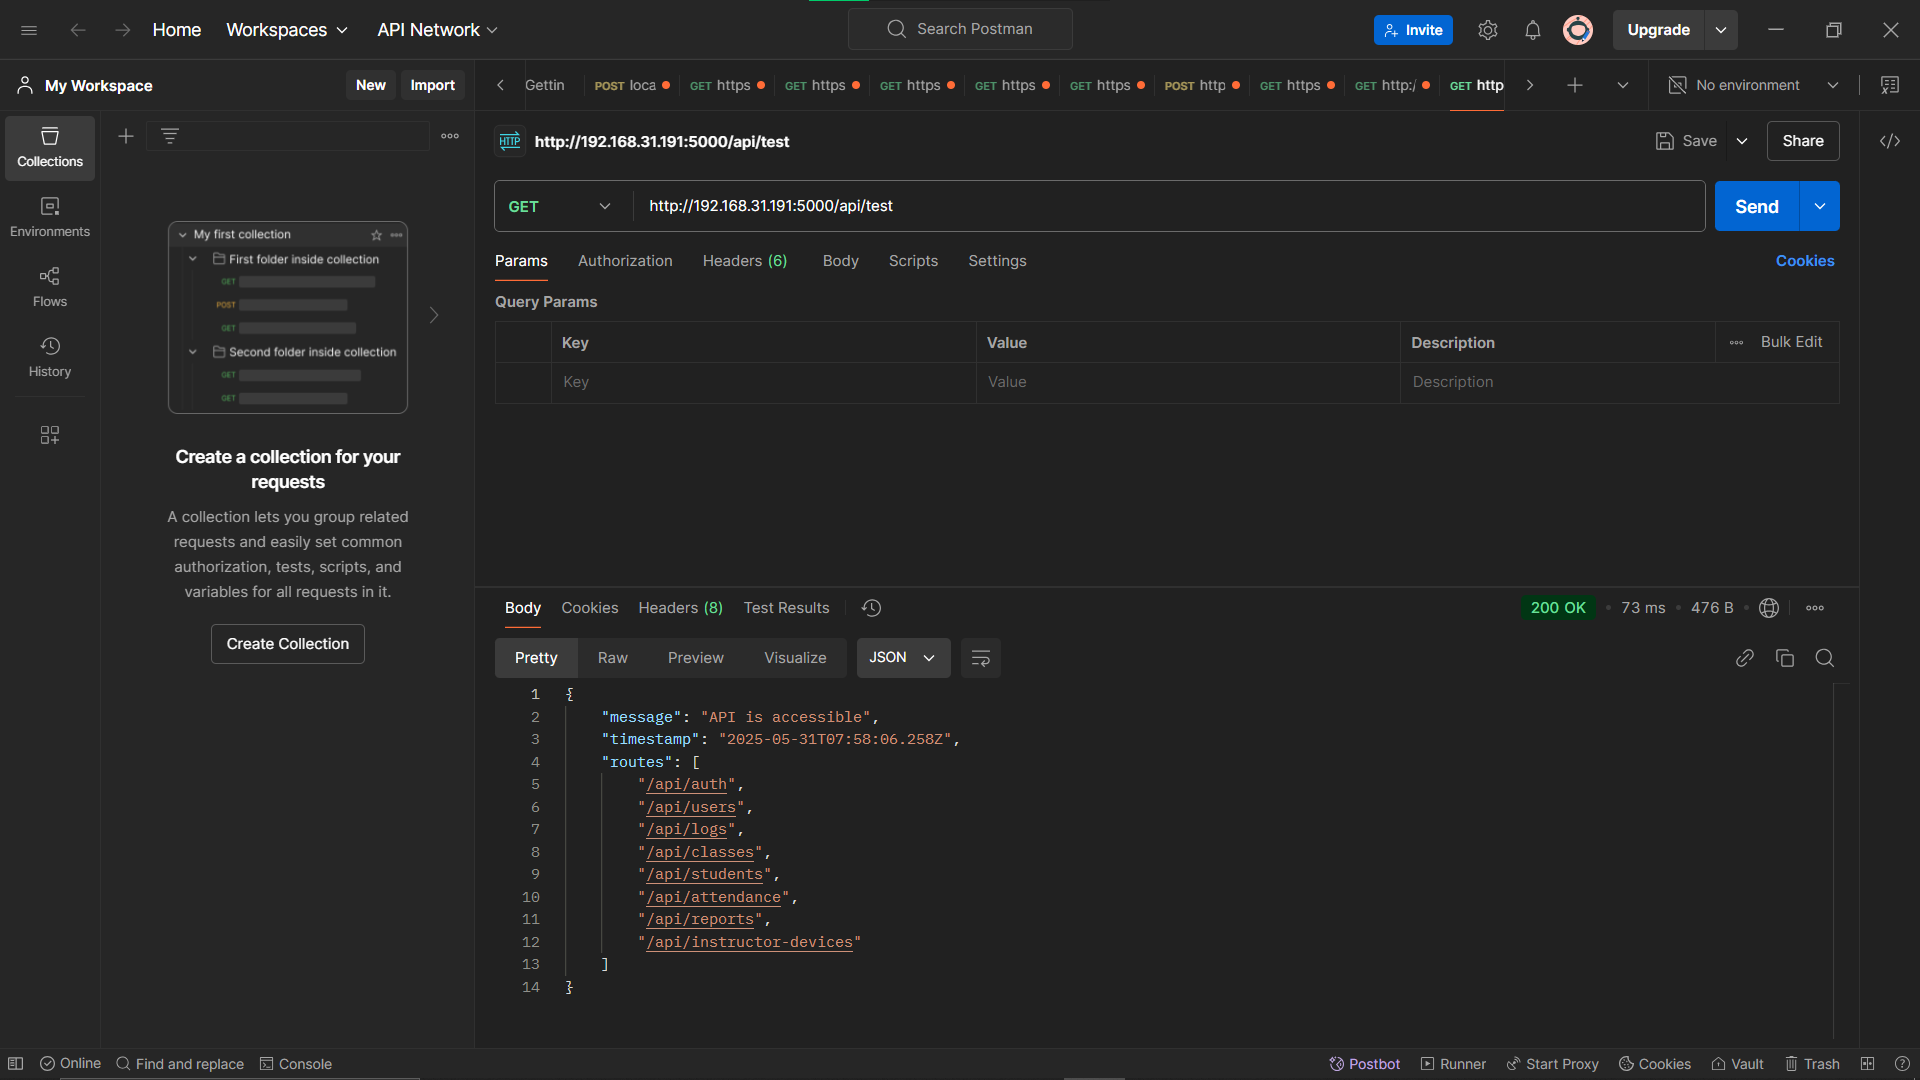 Home
Workspaces
API Network
Search Postman
Invite
Upgrade
My Workspace
New
Import
Gettin
POST loca
GET https
GET https
GET https
GET https
GET https
POST http
GET https
GET http:/
GET http
No environment
Collections
Environments
Flows
History
My first collection
First folder inside collection
GET
POST
GET
Second folder inside collection
GET
GET
Create a collection for your
requests
A collection lets you group related
requests and easily set common
authorization, tests, scripts, and
variables for all requests in it.
Create Collection
HTTP http://192.168.31.191:5000/api/test
Save
Share
GET
http://192.168.31.191:5000/api/test
Send
Params
Authorization
Headers (6)
Body
Scripts
Settings
Cookies
Query Params
Key
Value
Description
Bulk Edit
Key
Value
Description
Body
Cookies
Headers (8)
Test Results
200 OK
73 ms
476 B
Pretty
Raw
Preview
Visualize
JSON
1 {
2 "message": "API is accessible",
3 "timestamp": "2025-05-31T07:58:06.258Z",
4 "routes": [
5 "/api/auth",
6 "/api/users",
7 "/api/logs",
8 "/api/classes",
9 "/api/students",
10 "/api/attendance",
11 "/api/reports",
12 "/api/instructor-devices"
13 ]
14 }
Online
Find and replace
Console
Postbot
Runner
Start Proxy
Cookies
Vault
Trash